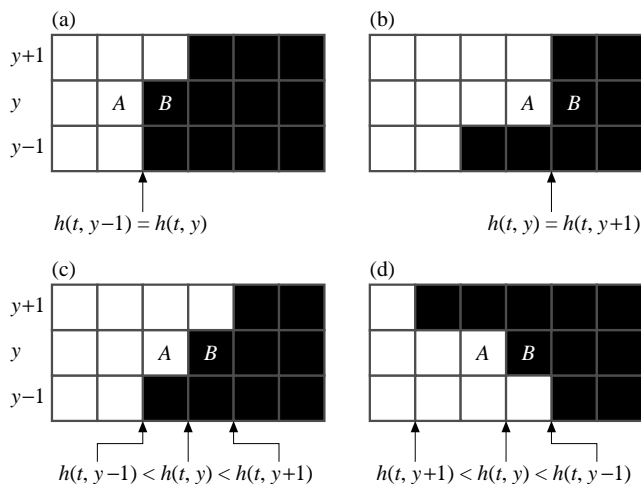 (a) (b)
y+1
y A B A B
y−1
h(t, y−1) = h(t, y) h(t, y) = h(t, y+1)
(c) (d)
y+1
y A B A B
y−1
h(t, y−1) < h(t, y) < h(t, y+1) h(t, y+1) < h(t, y) < h(t, y−1)